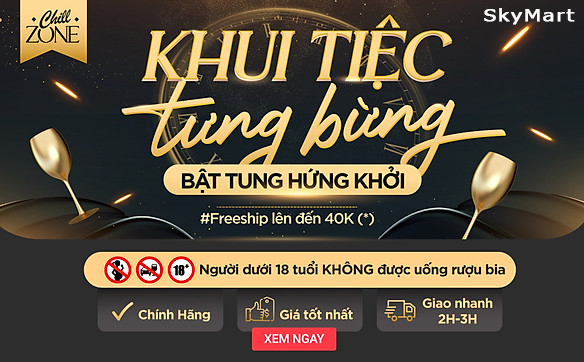 Chill
ZONE
SkyMart
KHUI TIỆC
tưng bừng
BẬT TUNG HỨNG KHỞI
#Freeship lên đến 40K (*)
18+
Người dưới 18 tuổi KHÔNG được uống rượu bia
Chính Hãng
Giá tốt nhất
Giao nhanh
2H-3H
XEM NGAY